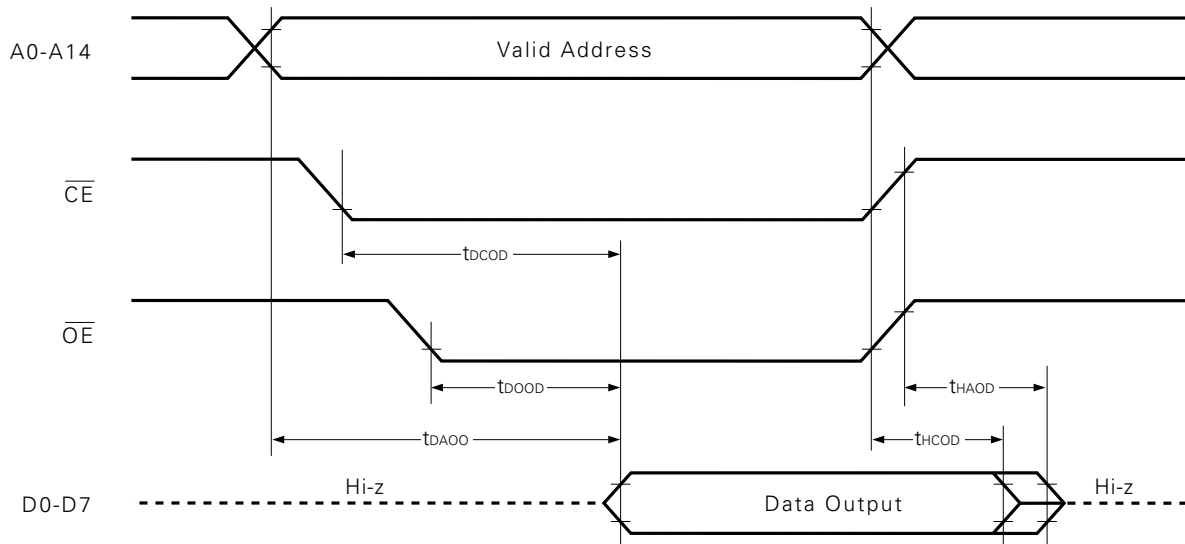 A0-A14
Valid Address
CE
tDCOD
OE
tDOOD
tHAOD
tDAOO
tHCOD
Hi-z
Hi-z
D0-D7
Data Output